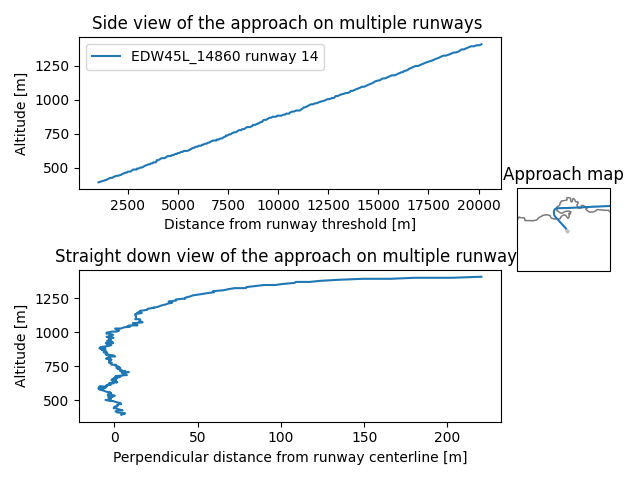 Side view of the approach on multiple runways
EDW45L_14860 runway 14
Altitude [m]
1250
1000
750
500
2500
5000
7500
10000
12500
15000
17500
20000
Distance from runway threshold [m]
Approach map
Straight down view of the approach on multiple runway
Altitude [m]
1250
1000
750
500
0
50
100
150
200
Perpendicular distance from runway centerline [m]